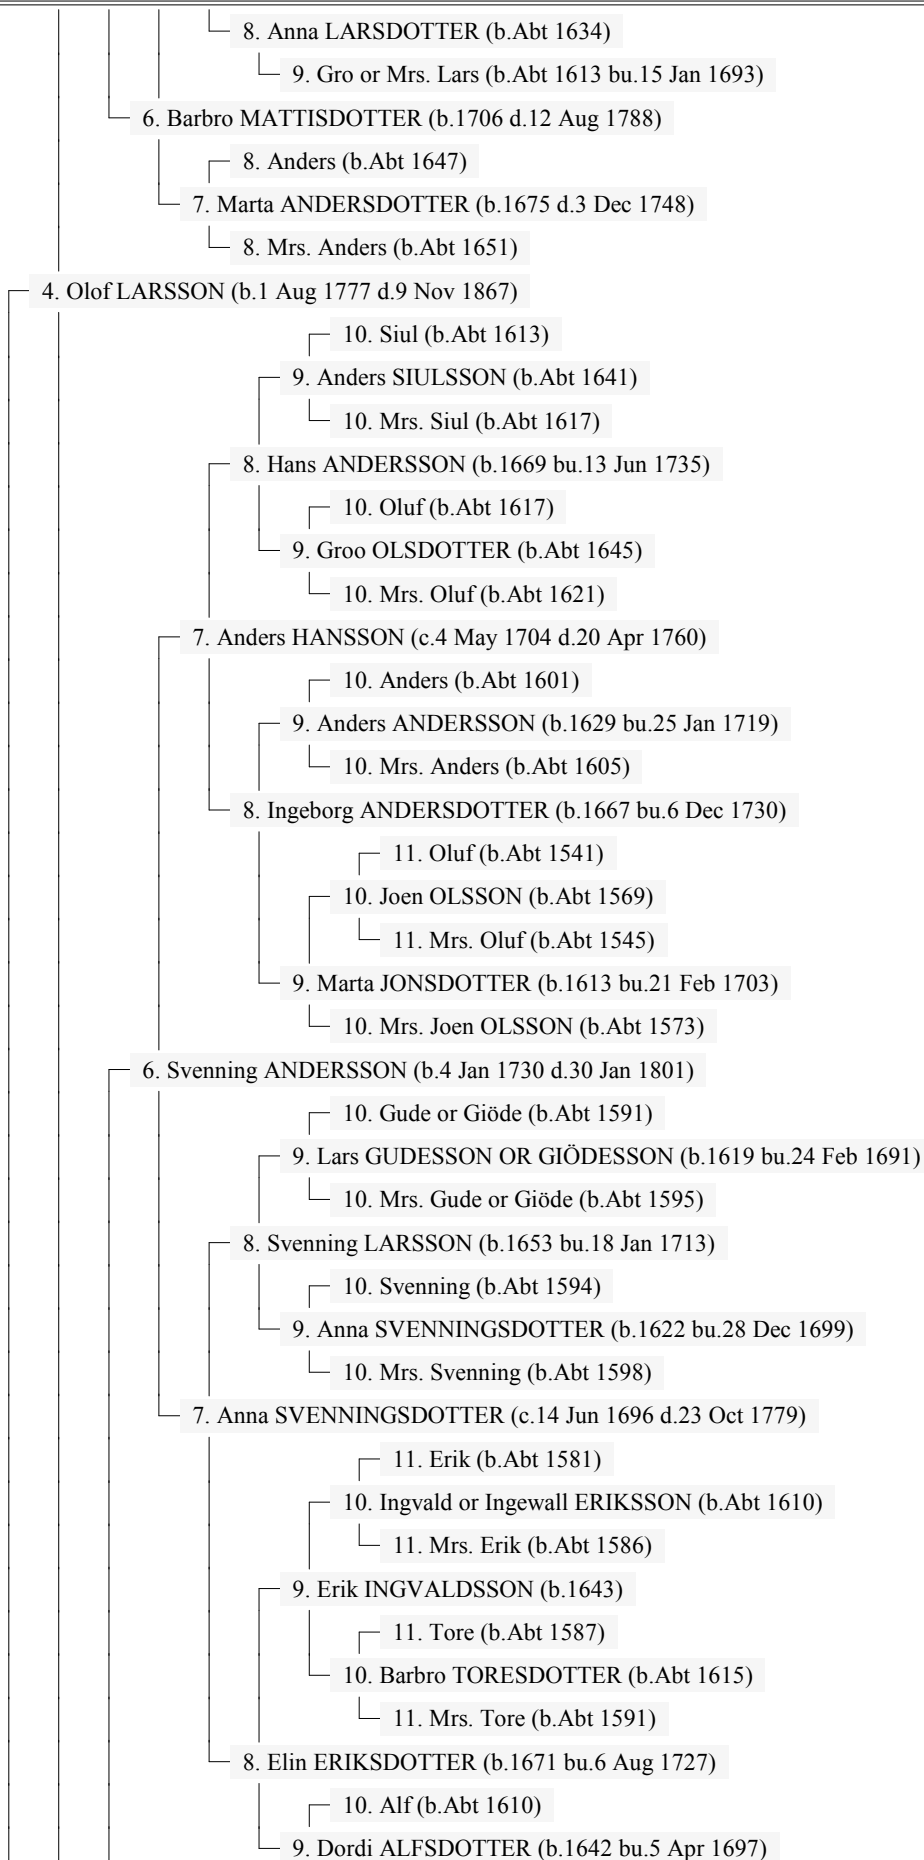 8. Anna LARSDOTTER (b.Abt 1634)
9. Gro or Mrs. Lars (b.Abt 1613 bu.15 Jan 1693)
6. Barbro MATTISDOTTER (b.1706 d.12 Aug 1788)
8. Anders (b.Abt 1647)
7. Marta ANDERSDOTTER (b.1675 d.3 Dec 1748)
8. Mrs. Anders (b.Abt 1651)
4. Olof LARSSON (b.1 Aug 1777 d.9 Nov 1867)
10. Siul (b.Abt 1613)
9. Anders SIULSSON (b.Abt 1641)
10. Mrs. Siul (b.Abt 1617)
8. Hans ANDERSSON (b.1669 bu.13 Jun 1735)
10. Oluf (b.Abt 1617)
9. Groo OLSDOTTER (b.Abt 1645)
10. Mrs. Oluf (b.Abt 1621)
7. Anders HANSSON (c.4 May 1704 d.20 Apr 1760)
10. Anders (b.Abt 1601)
9. Anders ANDERSSON (b.1629 bu.25 Jan 1719)
10. Mrs. Anders (b.Abt 1605)
8. Ingeborg ANDERSDOTTER (b.1667 bu.6 Dec 1730)
11. Oluf (b.Abt 1541)
10. Joen OLSSON (b.Abt 1569)
11. Mrs. Oluf (b.Abt 1545)
9. Marta JONSDOTTER (b.1613 bu.21 Feb 1703)
10. Mrs. Joen OLSSON (b.Abt 1573)
6. Svenning ANDERSSON (b.4 Jan 1730 d.30 Jan 1801)
10. Gude or Giöde (b.Abt 1591)
9. Lars GUDESSON OR GIÖDESSON (b.1619 bu.24 Feb 1691)
10. Mrs. Gude or Giöde (b.Abt 1595)
8. Svenning LARSSON (b.1653 bu.18 Jan 1713)
10. Svenning (b.Abt 1594)
9. Anna SVENNINGSDOTTER (b.1622 bu.28 Dec 1699)
10. Mrs. Svenning (b.Abt 1598)
7. Anna SVENNINGSDOTTER (c.14 Jun 1696 d.23 Oct 1779)
11. Erik (b.Abt 1581)
10. Ingvald or Ingewall ERIKSSON (b.Abt 1610)
11. Mrs. Erik (b.Abt 1586)
9. Erik INGVALDSSON (b.1643)
11. Tore (b.Abt 1587)
10. Barbro TORESDOTTER (b.Abt 1615)
11. Mrs. Tore (b.Abt 1591)
8. Elin ERIKSDOTTER (b.1671 bu.6 Aug 1727)
10. Alf (b.Abt 1610)
9. Dordi ALFSDOTTER (b.1642 bu.5 Apr 1697)